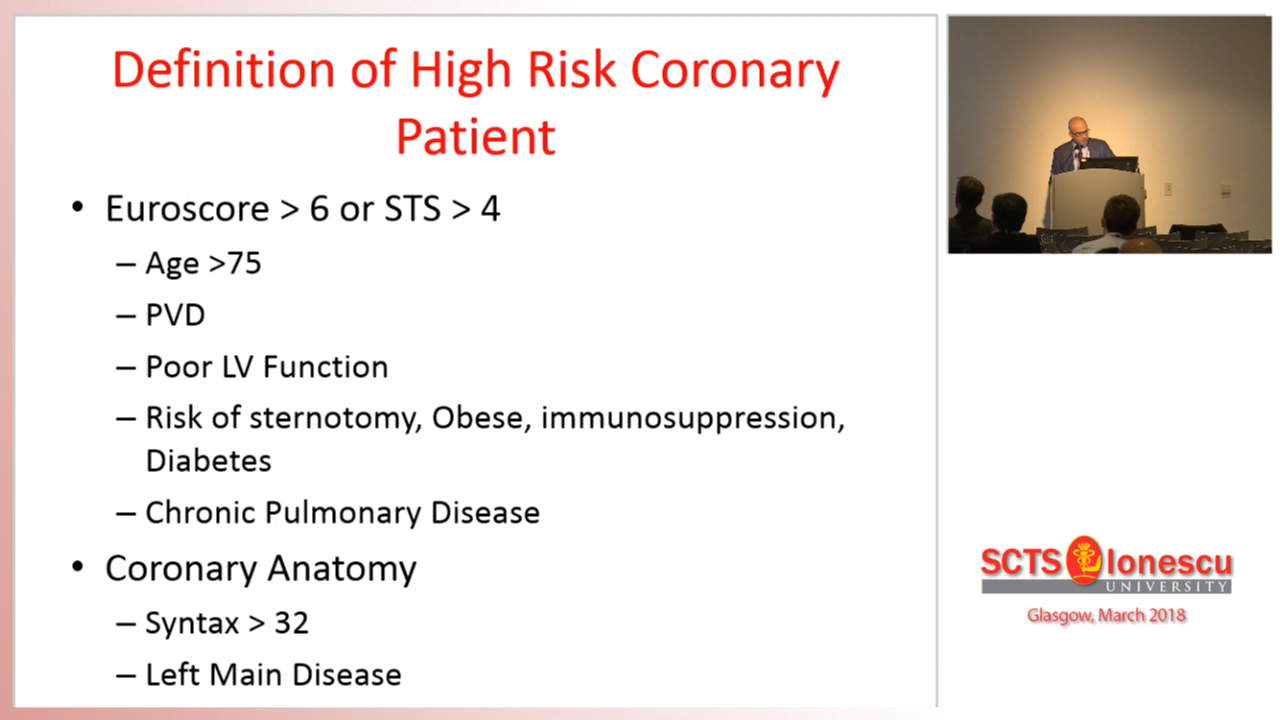 Definition of High Risk Coronary
Patient
• Euroscore > 6 or STS > 4
– Age >75
– PVD
– Poor LV Function
– Risk of sternotomy, Obese, immunosuppression,
Diabetes
– Chronic Pulmonary Disease
• Coronary Anatomy
– Syntax > 32
– Left Main Disease
SCTS Ionescu
UNIVERSITY
Glasgow, March 2018